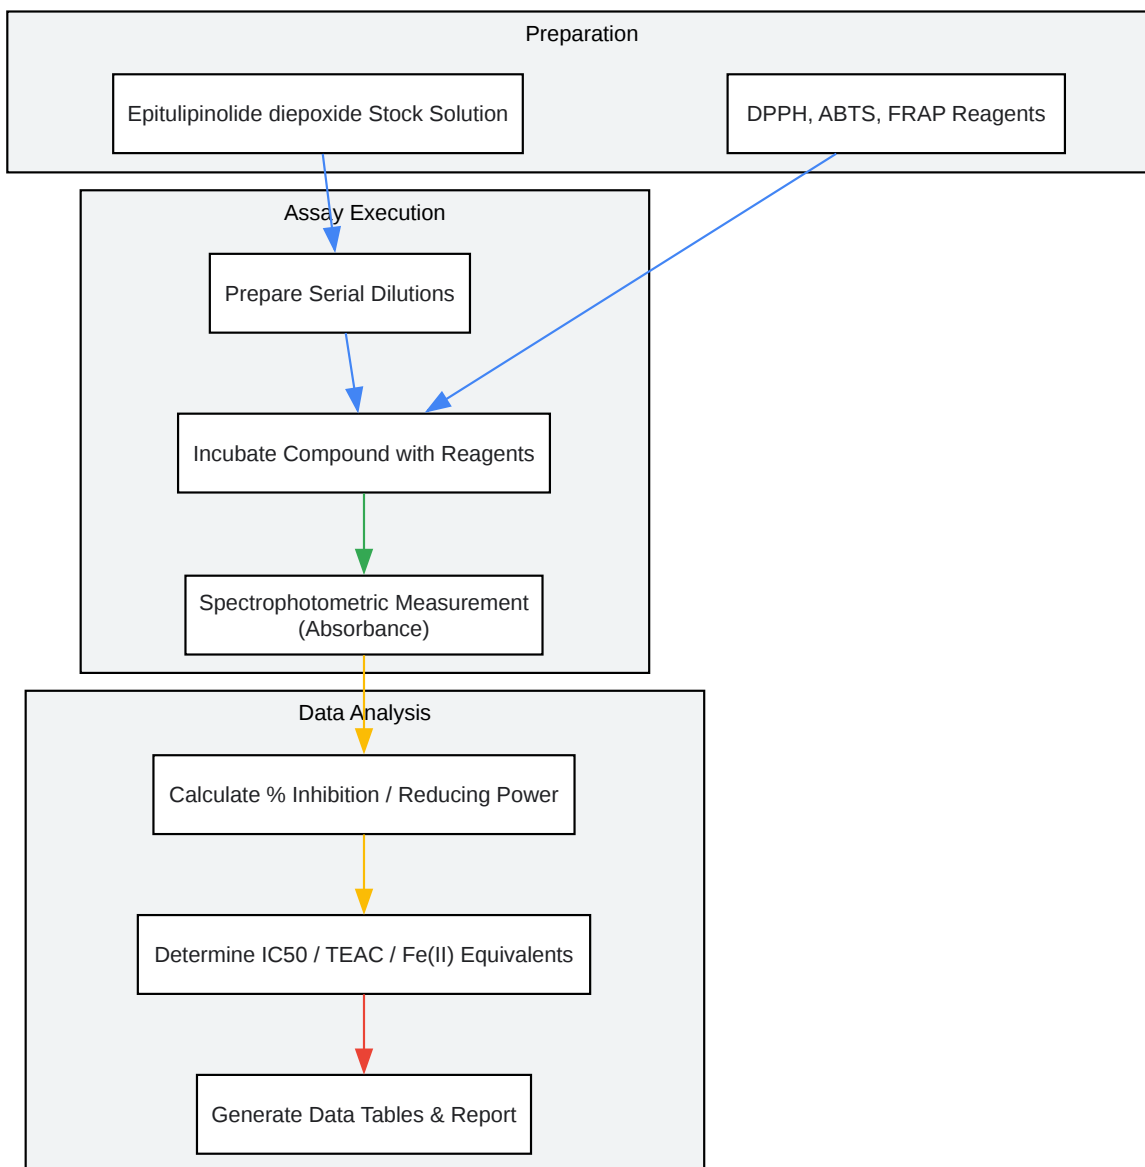 Preparation
Epitulipinolide diepoxide Stock Solution
DPPH, ABTS, FRAP Reagents
Assay Execution
Prepare Serial Dilutions
Incubate Compound with Reagents
Spectrophotometric Measurement
(Absorbance)
Data Analysis
Calculate % Inhibition / Reducing Power
Determine IC50 / TEAC / Fe(II) Equivalents
Generate Data Tables & Report